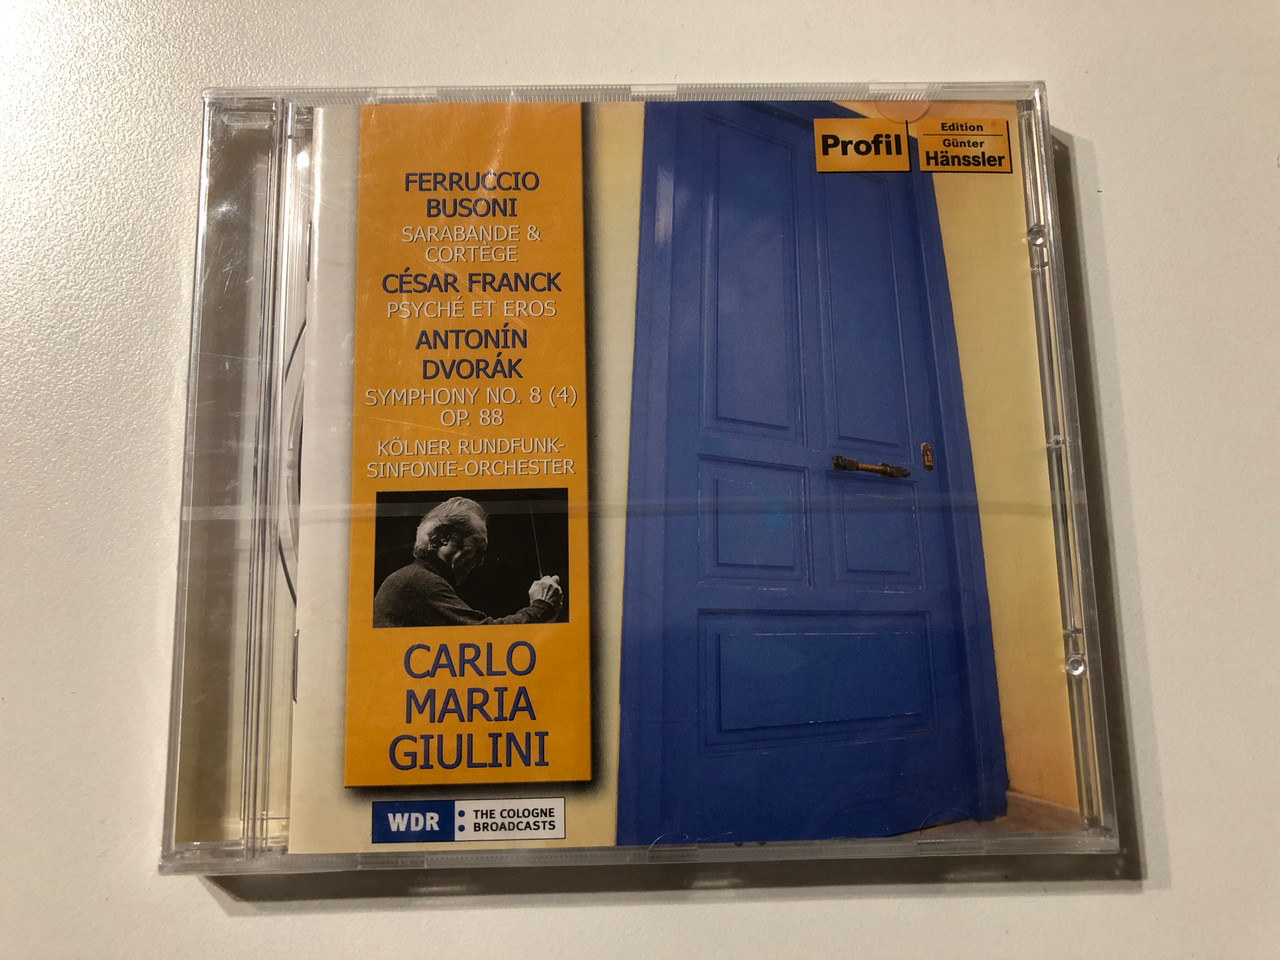 FERRUCCIO
BUSONI
SARABANDE &
CORTÈGE
CÉSAR FRANCK
PSYCHÉ ET EROS
ANTONÍN
DVORÁK
SYMPHONY NO. 8 (4)
OP. 88
KÖLNER RUNDFUNK-
SINFONIE-ORCHESTER
CARLO
MARIA
GIULINI
WDR : THE COLOGNE
BROADCASTS
Profil
Edition
Günter
Hänssler